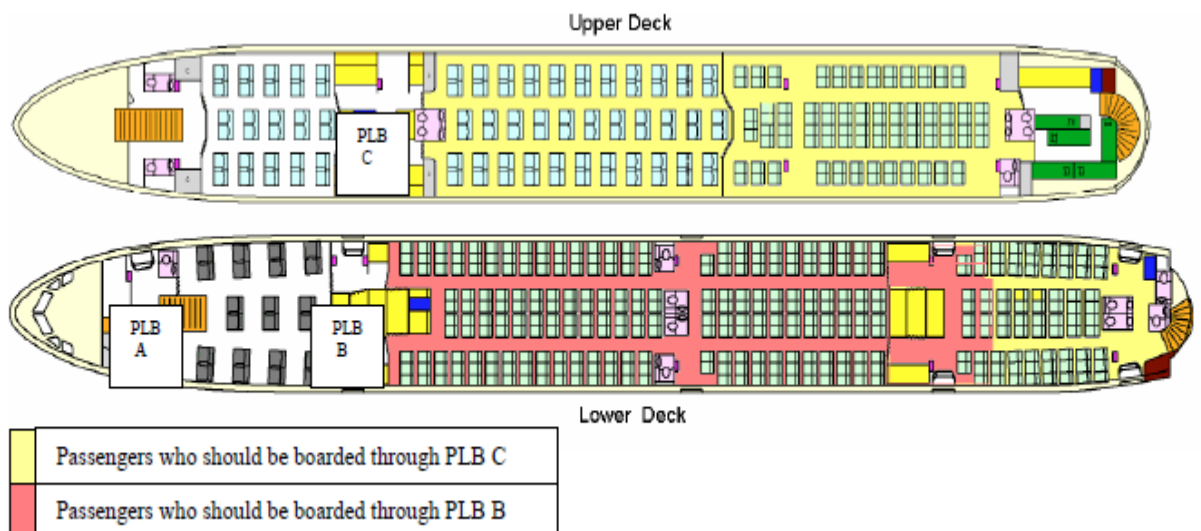 Upper Deck
PLB
C
PLB
A
PLB
B
Lower Deck
Passengers who should be boarded through PLB C
Passengers who should be boarded through PLB B